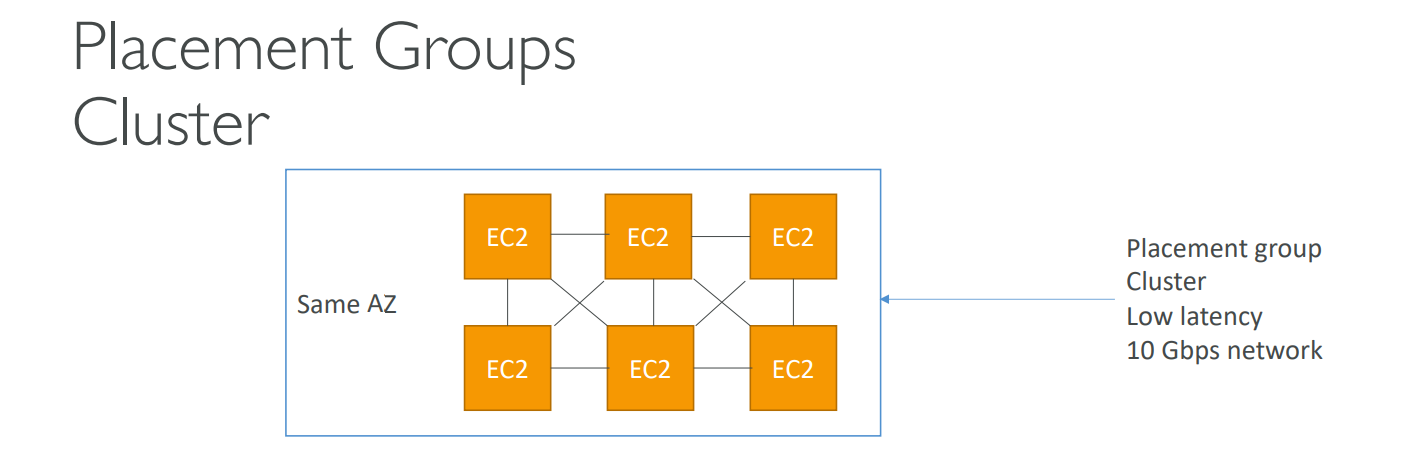 Placement Groups
Cluster
EC2 EC2 EC2
Same AZ
EC2 EC2 EC2
Placement group
Cluster
Low latency
10 Gbps network